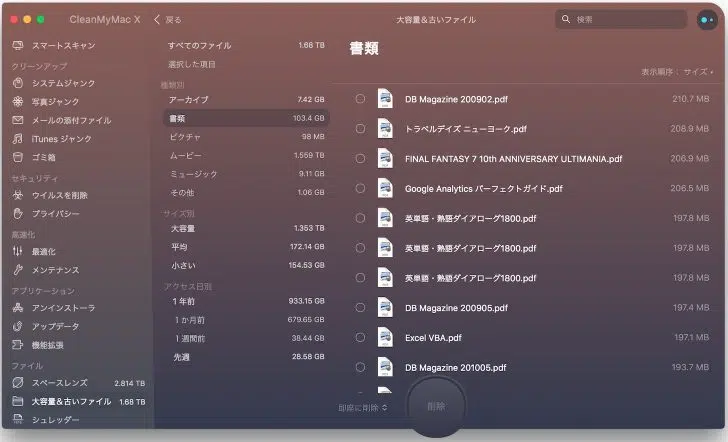 CleanMyMac X
戻る
大容量＆古いファイル
検索
スマートスキャン
クリーンアップ
システムジャンク
写真ジャンク
メールの添付ファイル
iTunes ジャンク
ゴミ箱
セキュリティ
ウイルスを削除
プライバシー
高速化
最適化
メンテナンス
アプリケーション
アンインストーラ
アップデータ
機能拡張
ファイル
スペースレンズ 2.814 TB
大容量＆古いファイル 1.68 TB
シュレッダー
すべてのファイル 1.68 TB
選択した項目
種類別
アーカイブ 7.42 GB
書類 103.4 GB
ピクチャ 98 MB
ムービー 1.559 TB
ミュージック 9.11 GB
その他 1.06 GB
サイズ別
大容量 1.353 TB
平均 172.14 GB
小さい 154.53 GB
アクセス日別
1 年前 933.15 GB
1 か月前 679.65 GB
1 週間前 38.44 GB
先週 28.58 GB
書類
表示順序： サイズ
DB Magazine 200902.pdf 210.7 MB
トラベルデイズ ニューヨーク.pdf 208.9 MB
FINAL FANTASY 7 10th ANNIVERSARY ULTIMANIA.pdf 206.9 MB
Google Analytics パーフェクトガイド.pdf 206.5 MB
英単語・熟語ダイアローグ1800.pdf 197.8 MB
英単語・熟語ダイアローグ1800.pdf 197.8 MB
英単語・熟語ダイアローグ1800.pdf 197.8 MB
DB Magazine 200905.pdf 197.4 MB
Excel VBA.pdf 197.1 MB
DB Magazine 201005.pdf 193.7 MB
即座に削除
削除